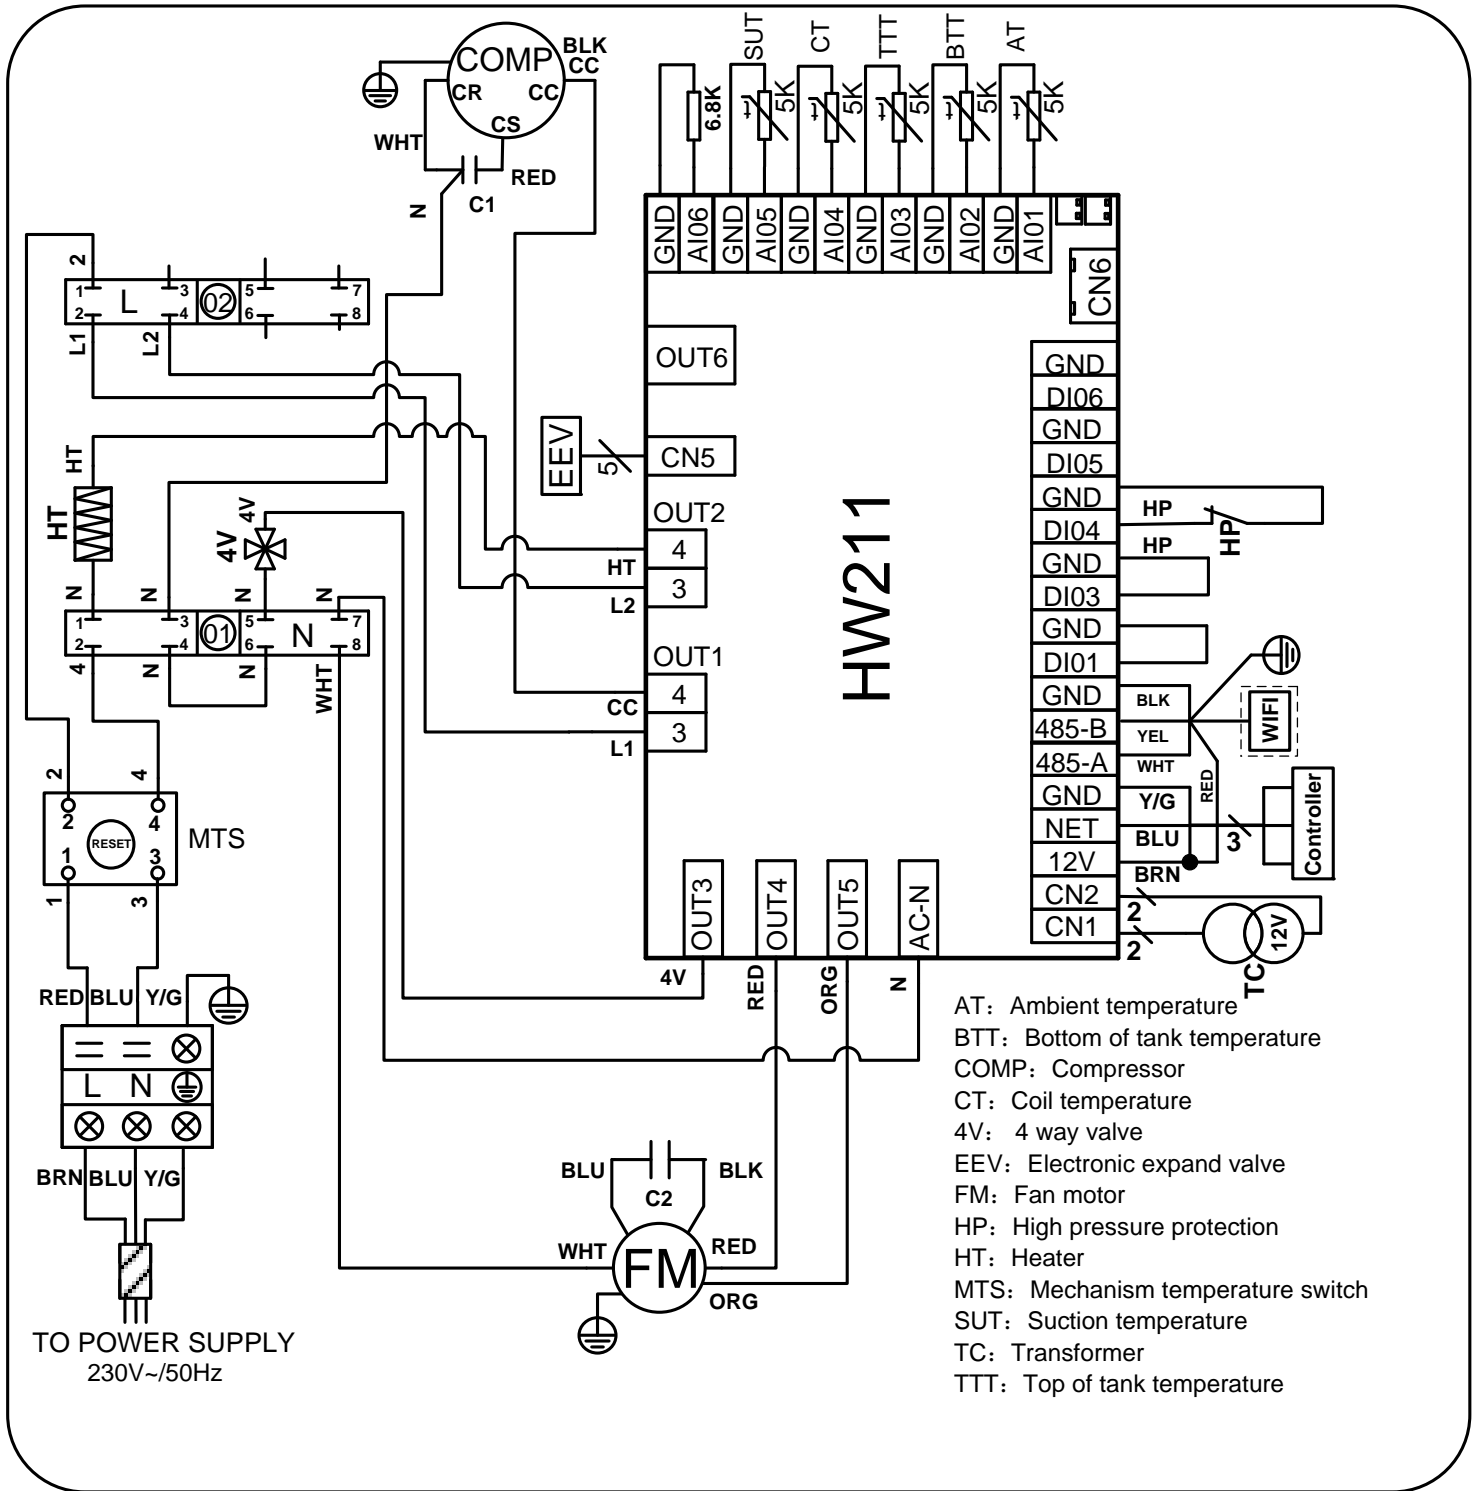 COMP
CR
CC
CS
BLK
CC
WHT
RED
C1
N
SUT
CT
TTT
BTT
AT
6.8K
t
5K
t
5K
t
5K
t
5K
t
5K
GND
AI06
GND
AI05
GND
AI04
GND
AI03
GND
AI02
GND
AI01
CN6
2
1
2
L
3
4
02
5
6
7
8
L1
L2
OUT6
EEV
5
CN5
OUT2
4
3
HT
L2
OUT1
4
3
CC
L1
HW211
GND
DI06
GND
DI05
GND
DI04
GND
DI03
GND
DI01
GND
485-B
485-A
GND
NET
12V
CN2
CN1
HP
HP
HP
BLK
YEL
WHT
RED
WIFI
Y/G
BLU
BRN
3
Controller
2
2
12V
TC
HT
HT
4V
4V
N
N
N
N
1
2
3
4
01
5
6
N
7
8
4
N
N
WHT
2
4
2
4
RESET
1
3
MTS
1
3
RED
BLU
Y/G
L
N
BRN
BLU
Y/G
TO POWER SUPPLY
230V~/50Hz
OUT3
OUT4
OUT5
AC-N
4V
RED
ORG
N
BLU
C2
BLK
WHT
FM
RED
ORG
AT: Ambient temperature
BTT: Bottom of tank temperature
COMP: Compressor
CT: Coil temperature
4V: 4 way valve
EEV: Electronic expand valve
FM: Fan motor
HP: High pressure protection
HT: Heater
MTS: Mechanism temperature switch
SUT: Suction temperature
TC: Transformer
TTT: Top of tank temperature